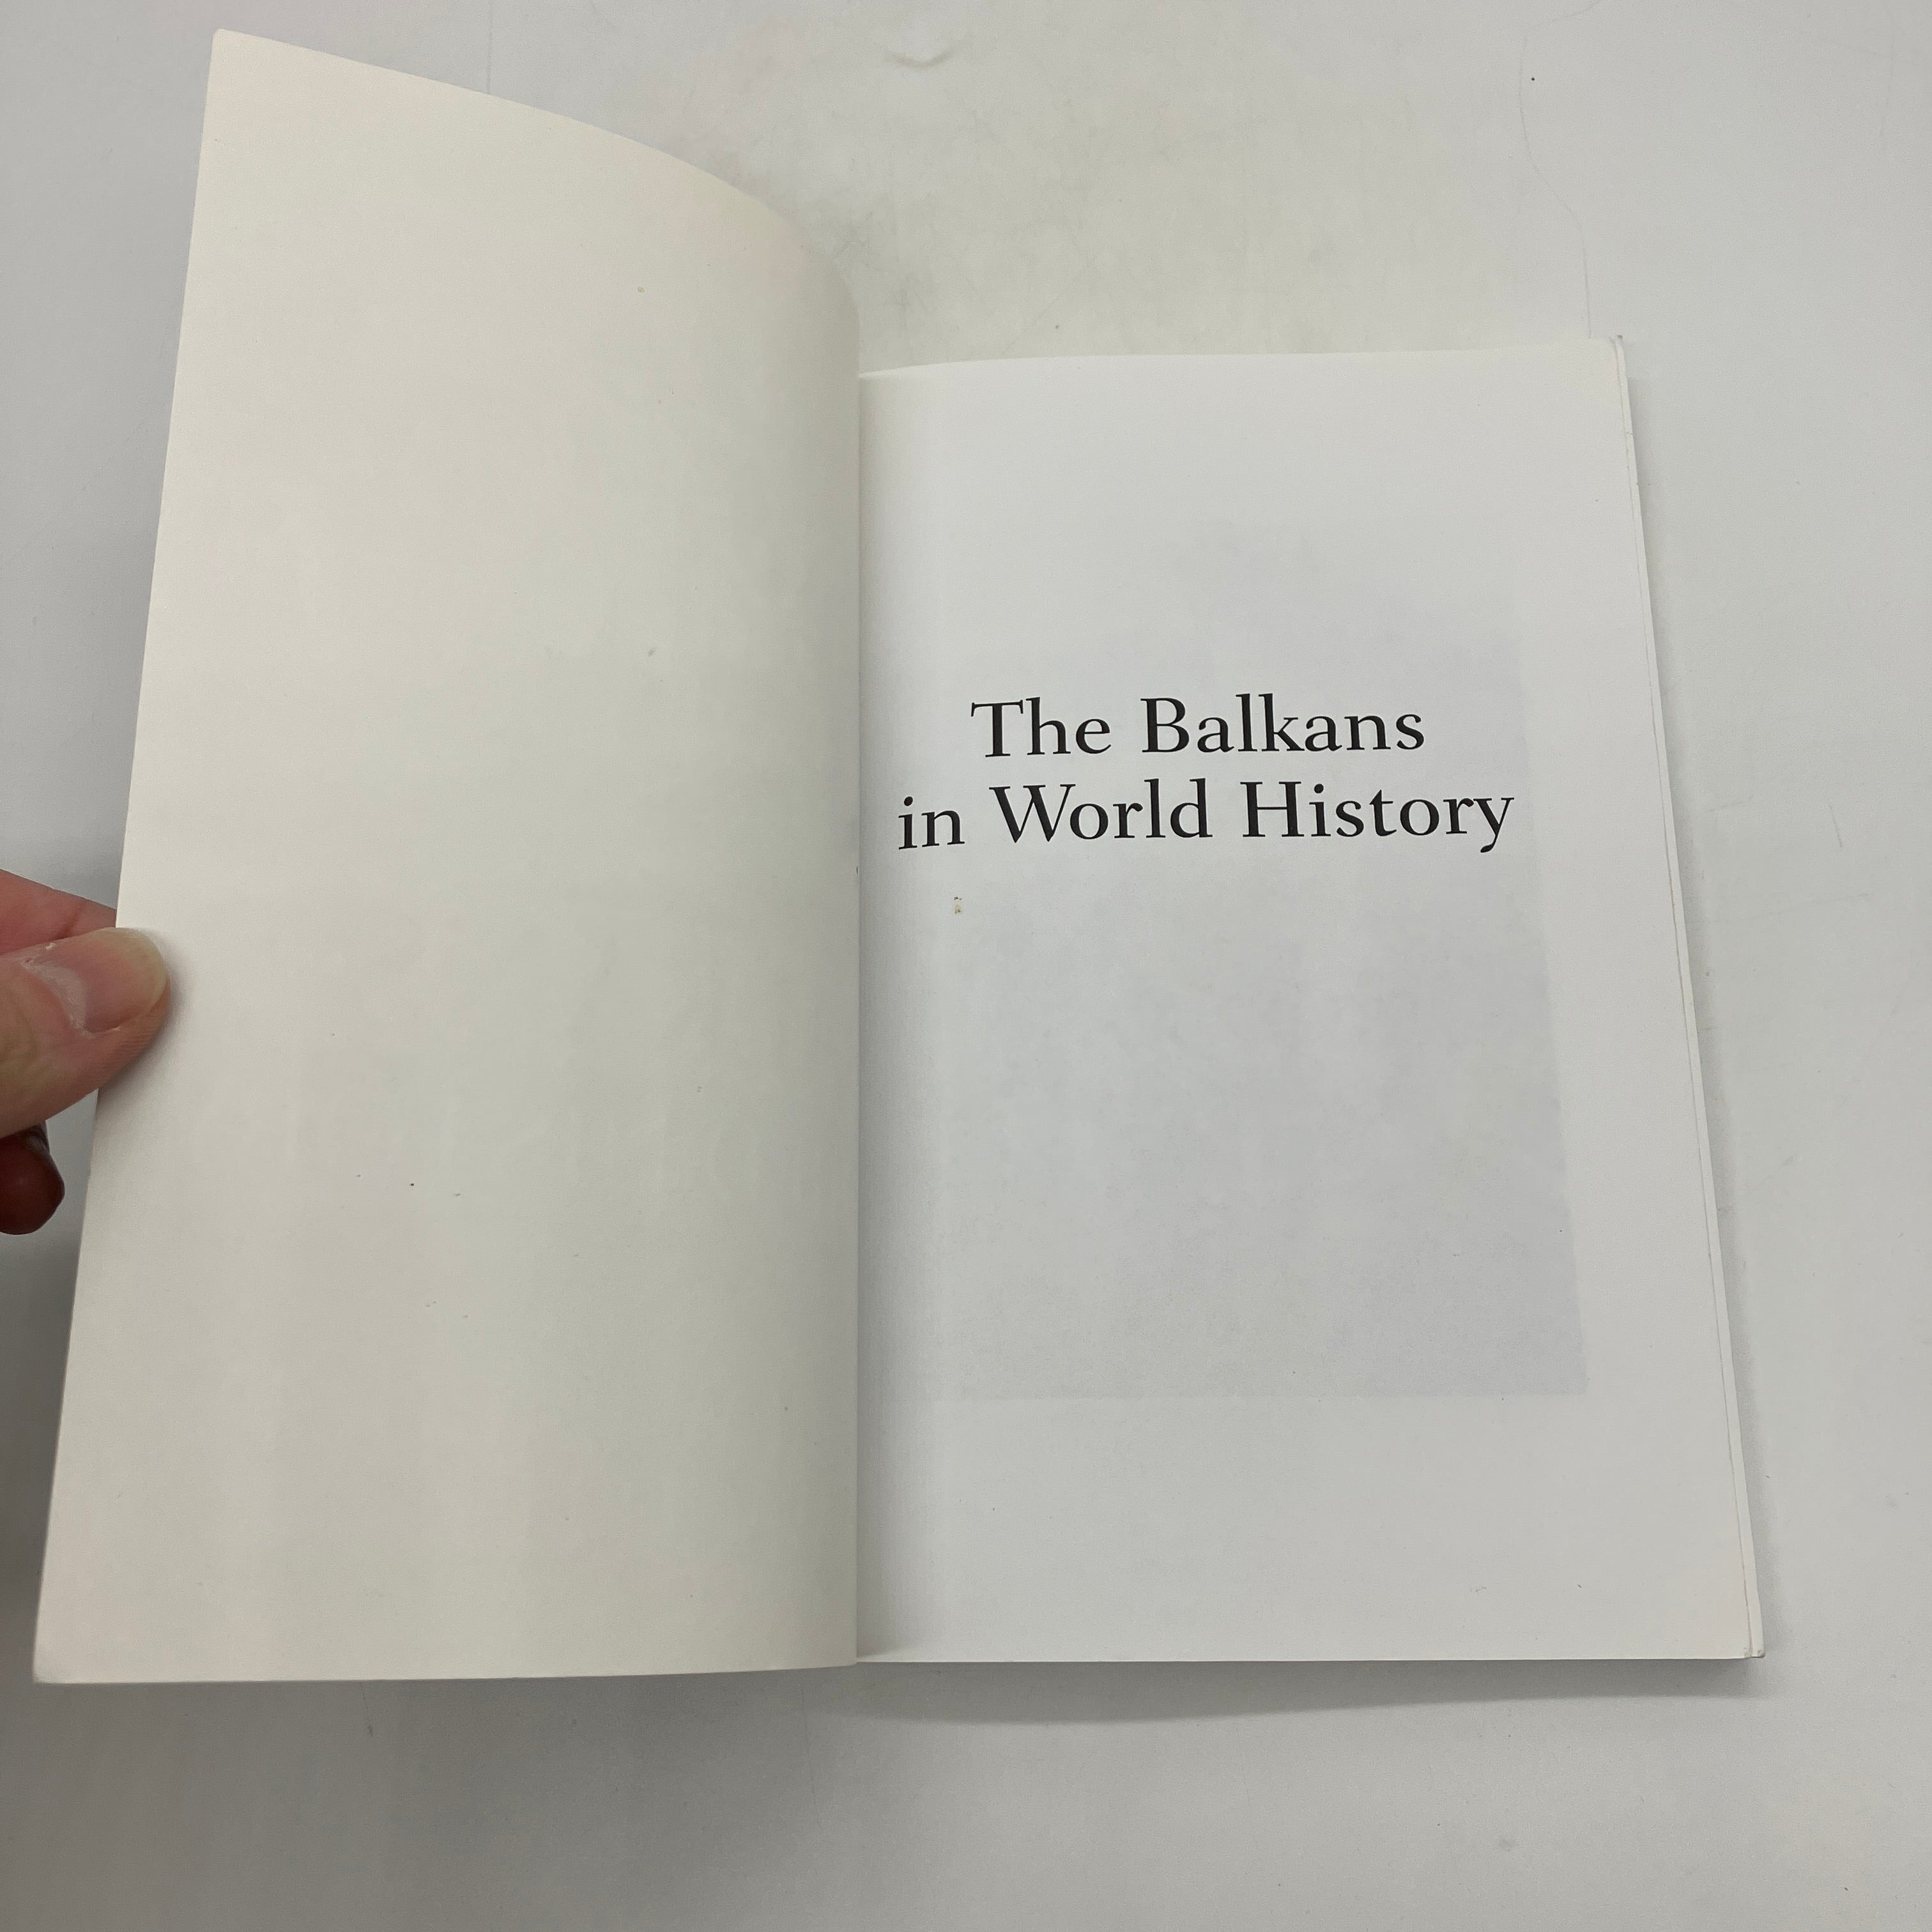 The Balkans
in World History